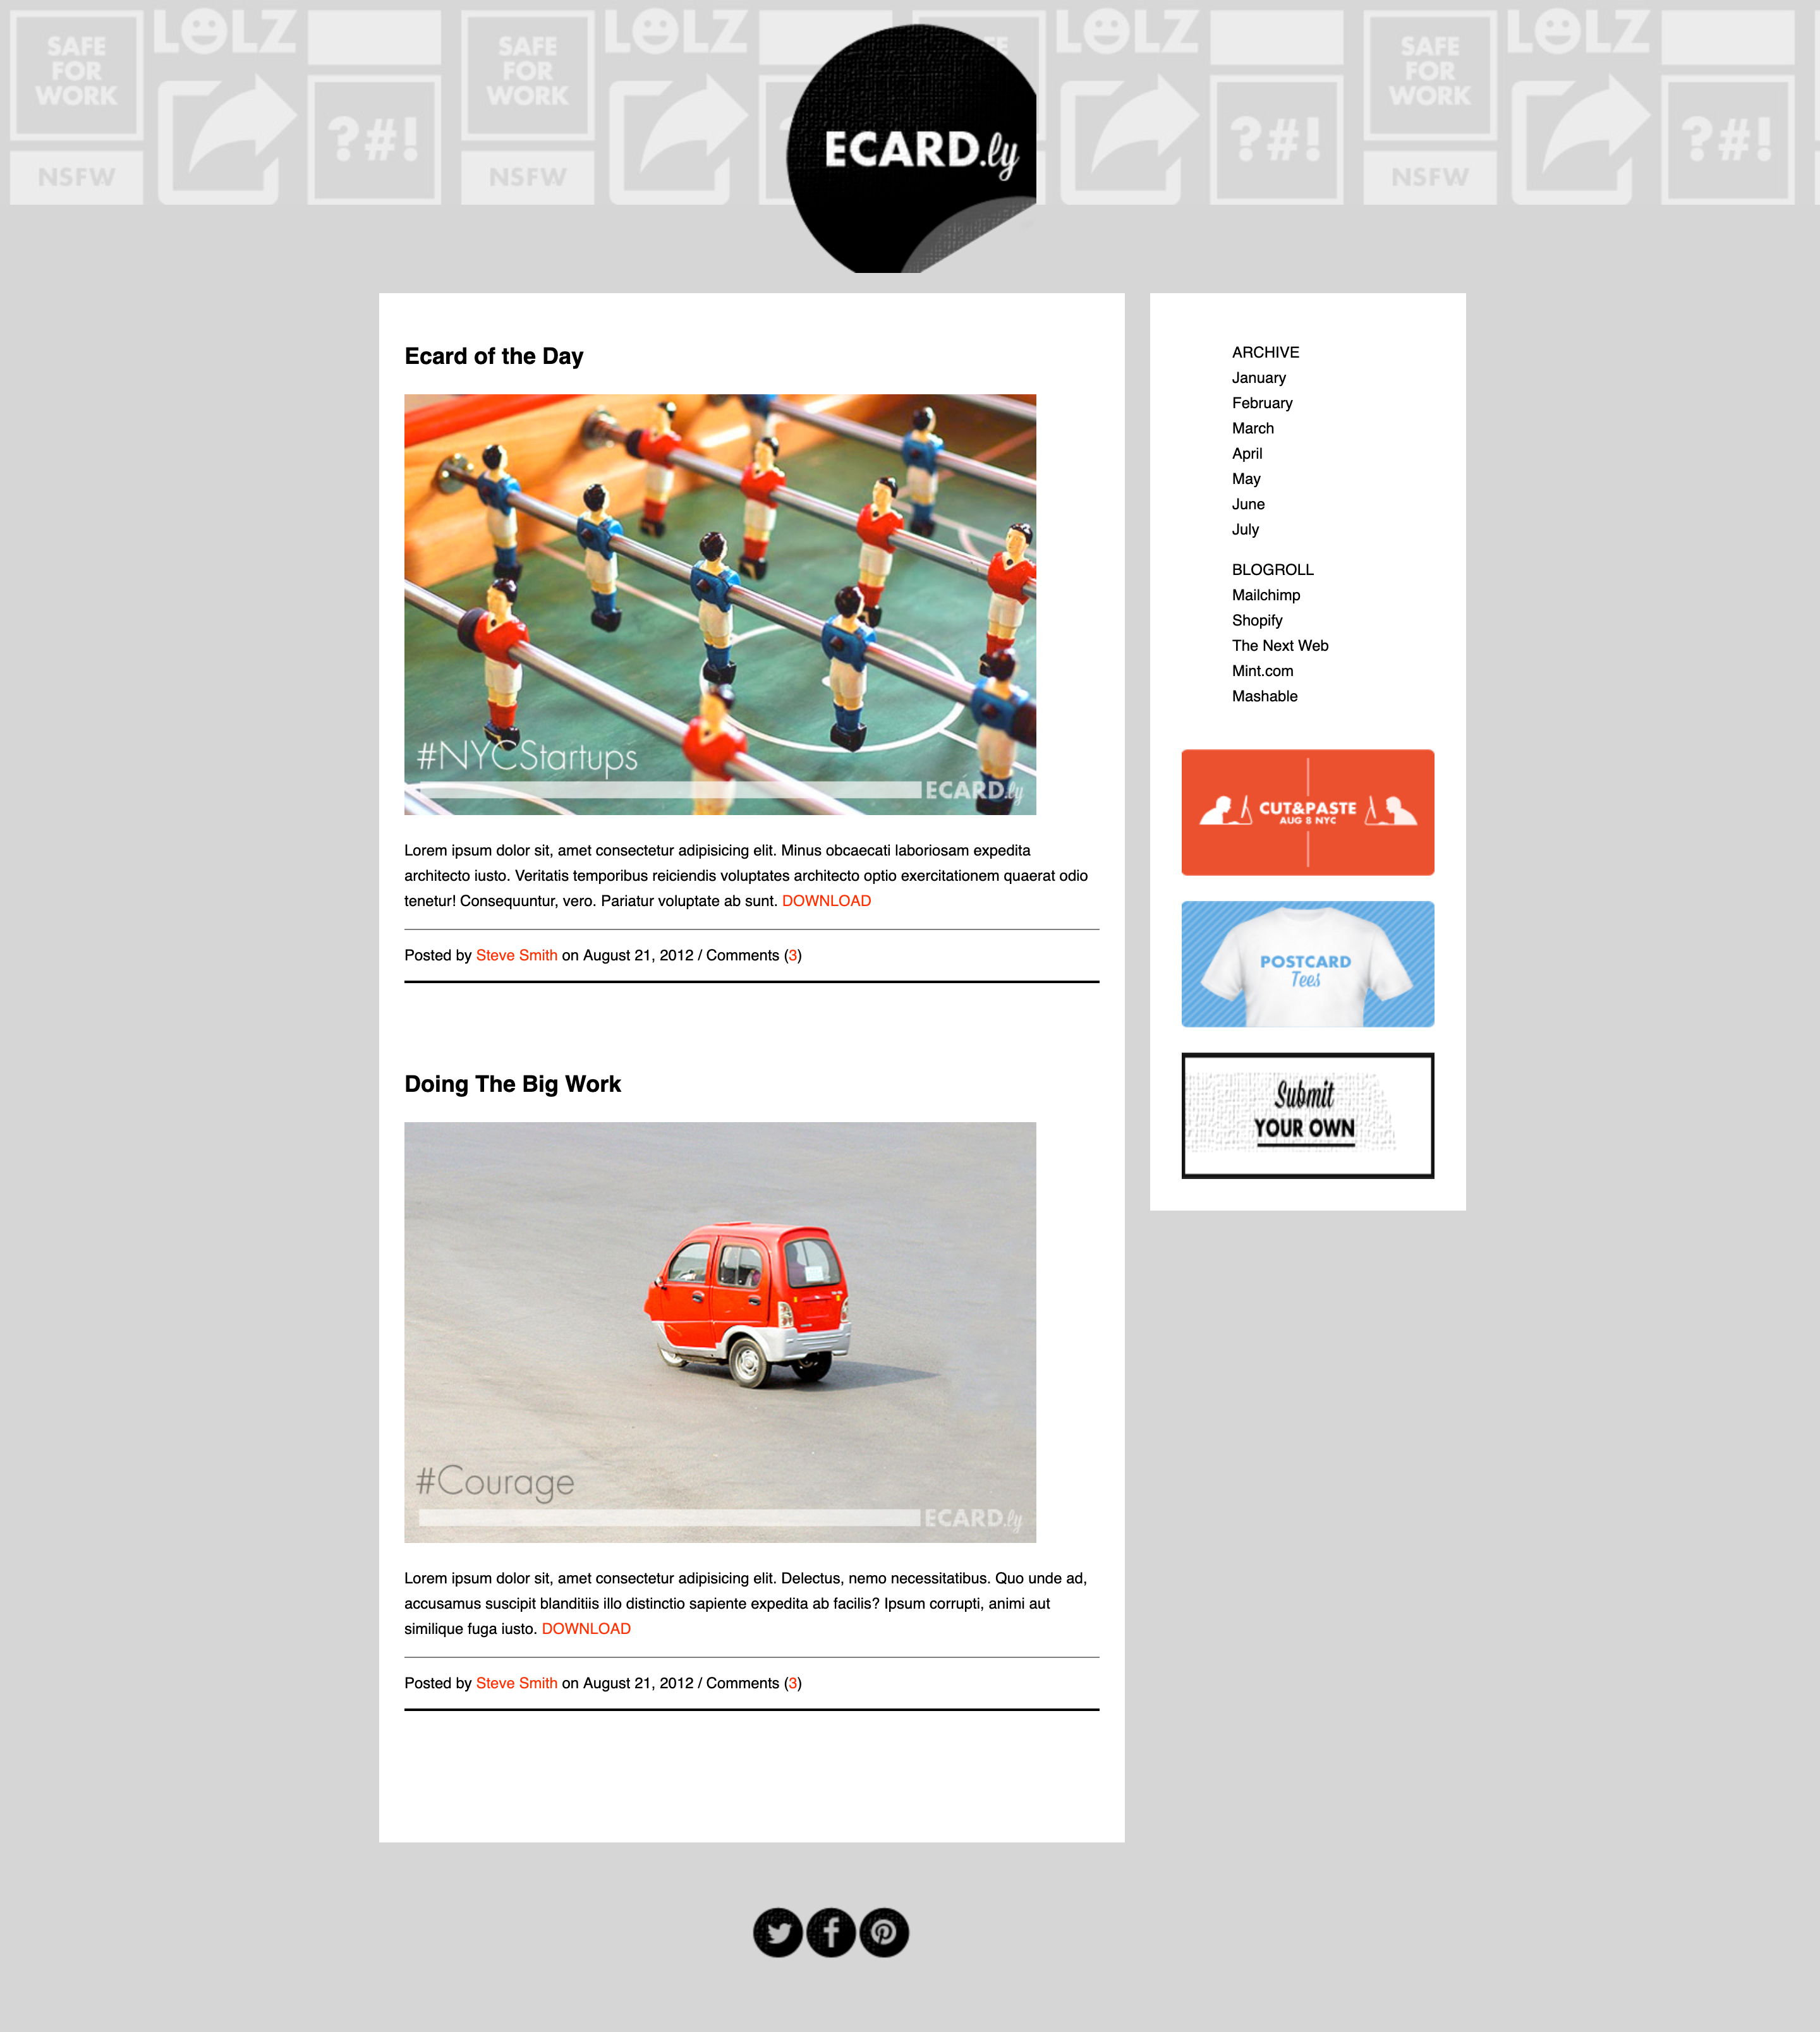 SAFE
FOR
WORK
NSFW
LOLZ
?#!
SAFE
FOR
WORK
NSFW
LOLZ
ECARD.ly
LOLZ
?#!
SAFE
FOR
WORK
NSFW
LOLZ
?#!
Ecard of the Day
#NYCStartups
ECARD.ly
Lorem ipsum dolor sit, amet consectetur adipisicing elit. Minus obcaecati laboriosam expedita
architecto iusto. Veritatis temporibus reiciendis voluptates architecto optio exercitationem quaerat odio
tenetur! Consequuntur, vero. Pariatur voluptate ab sunt. DOWNLOAD
Posted by Steve Smith on August 21, 2012 / Comments (3)
Doing The Big Work
#Courage
ECARD.ly
Lorem ipsum dolor sit, amet consectetur adipisicing elit. Delectus, nemo necessitatibus. Quo unde ad,
accusamus suscipit blanditiis illo distinctio sapiente expedita ab facilis? Ipsum corrupti, animi aut
similique fuga iusto. DOWNLOAD
Posted by Steve Smith on August 21, 2012 / Comments (3)
ARCHIVE
January
February
March
April
May
June
July
BLOGROLL
Mailchimp
Shopify
The Next Web
Mint.com
Mashable
CUT&PASTE
AUG 8 NYC
POSTCARD
Tees
Submit
YOUR OWN